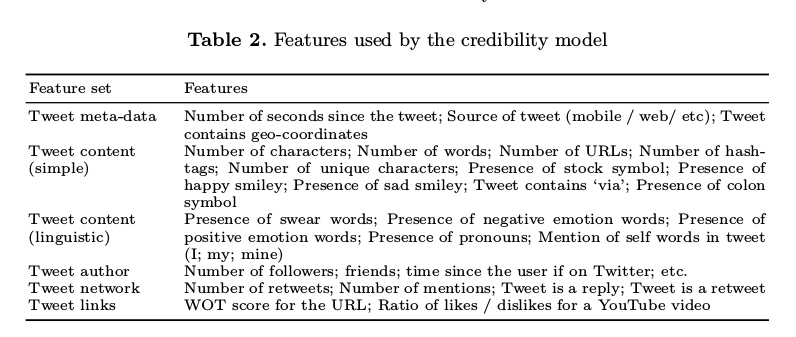 Table 2. Features used by the credibility model
Feature set Features
Tweet meta-data Number of seconds since the tweet; Source of tweet (mobile / web/ etc); Tweet
contains geo-coordinates
Tweet content Number of characters; Number of words; Number of URLs; Number of hash-
(simple) tags; Number of unique characters; Presence of stock symbol; Presence of
happy smiley; Presence of sad smiley; Tweet contains ‘via’; Presence of colon
symbol
Tweet content Presence of swear words; Presence of negative emotion words; Presence of
(linguistic) positive emotion words; Presence of pronouns; Mention of self words in tweet
(I; my; mine)
Tweet author Number of followers; friends; time since the user if on Twitter; etc.
Tweet network Number of retweets; Number of mentions; Tweet is a reply; Tweet is a retweet
Tweet links WOT score for the URL; Ratio of likes / dislikes for a YouTube video